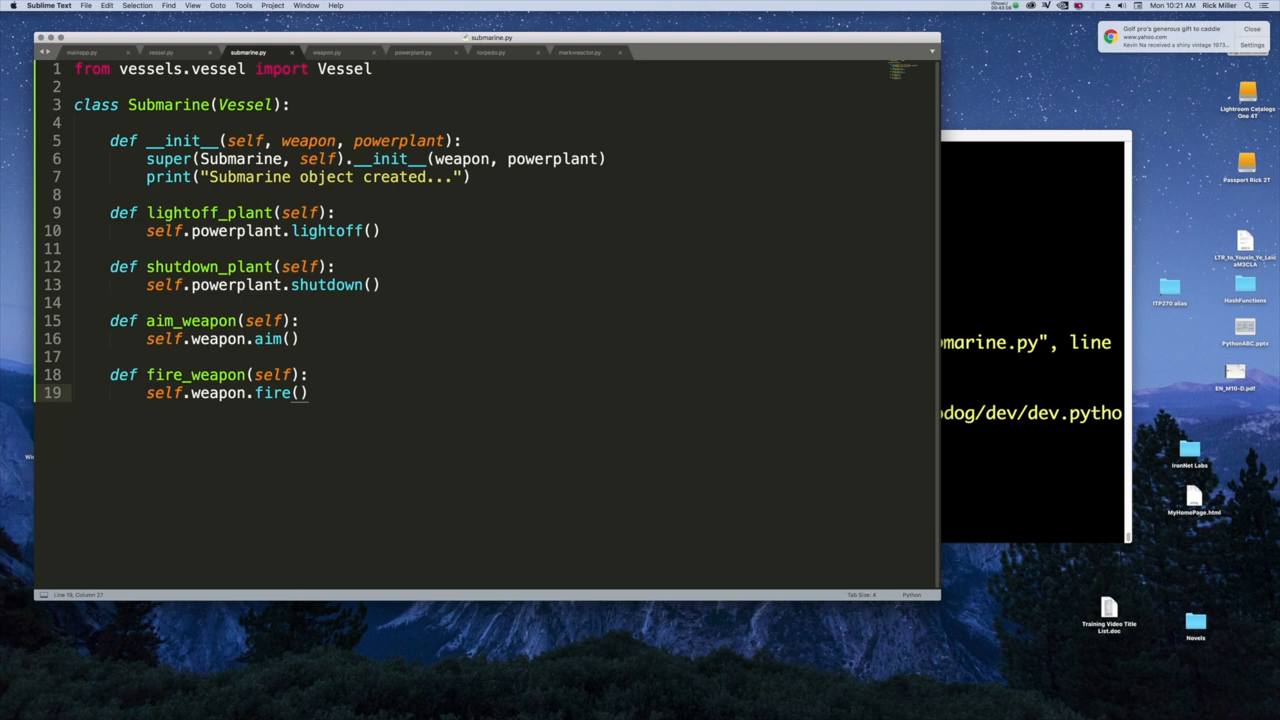 Sublime Text File Edit Selection Find View Goto Tools Project Window Help
Mon 10:21 AM Rick Miller
Golf pro's generous gift to caddie
www.yahoo.com
Kevin Na received a shiny vintage 1973...
Close
Settings
submarine.py
mainapp.py vessel.py submarine.py weapon.py powerplant.py torpedo.py markvreactor.py
1 from vessels.vessel import Vessel
2
3 class Submarine(Vessel):
4
5 def __init__(self, weapon, powerplant):
6 super(Submarine, self).__init__(weapon, powerplant)
7 print("Submarine object created...")
8
9 def lightoff_plant(self):
10 self.powerplant.lightoff()
11
12 def shutdown_plant(self):
13 self.powerplant.shutdown()
14
15 def aim_weapon(self):
16 self.weapon.aim()
17
18 def fire_weapon(self):
19 self.weapon.fire()
Line 19, Column 27
Tab Size: 4
Python
marine.py", line
odog/dev/dev.pytho
Lightroom Catalogs
One 4T
Passport Rick 2T
LTR_to_Youxin_Ye_Leic
aM3CLA
ITP270 alias
HashFunctions
PythonABC.ppts
EN_M10-D.pdf
IronNet Labs
MyHomePage.html
Training Video Title
List.doc
Novels